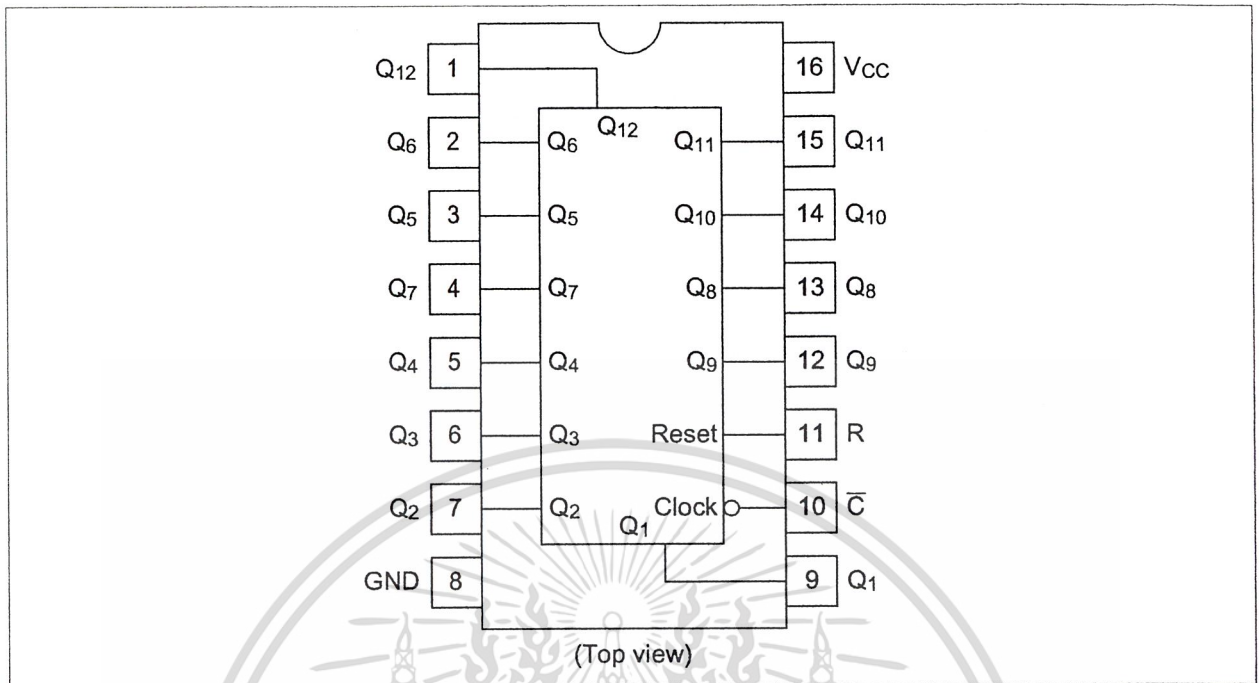 Q12 1 16 VCC
Q12
Q6 2 Q6 Q11 15 Q11
Q5 3 Q5 Q10 14 Q10
Q7 4 Q7 Q8 13 Q8
Q4 5 Q4 Q9 12 Q9
Q3 6 Q3 Reset 11 R
Q2 7 Q2 Clock 10 C̅
Q1
GND 8 9 Q1
(Top view)